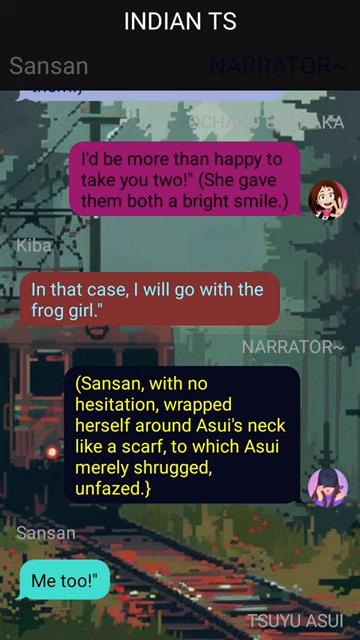 INDIAN TS
Sansan
NARRATOR~
OCHAKO URARAKA
I'd be more than happy to
take you two!" (She gave
them both a bright smile.)
Kiba
In that case, I will go with the
frog girl."
NARRATOR~
(Sansan, with no
hesitation, wrapped
herself around Asui's neck
like a scarf, to which Asui
merely shrugged,
unfazed.}
Sansan
Me too!"
TSUYU ASUI